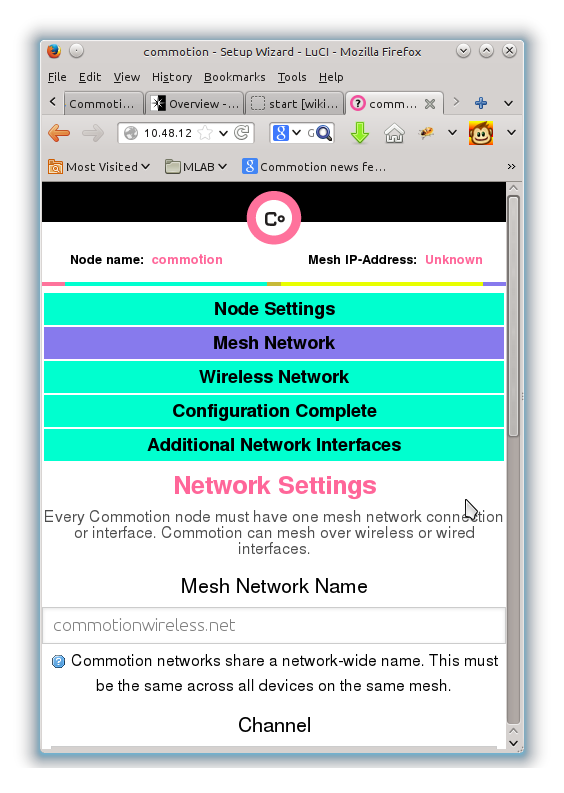 commotion - Setup Wizard - LuCI - Mozilla Firefox
File Edit View History Bookmarks Tools Help
Commoti... Overview -... start [wiki... comm...
10.48.12 8 G
Most Visited MLAB 8 Commotion news fe... »
Co
Node name: commotion Mesh IP-Address: Unknown
Node Settings
Mesh Network
Wireless Network
Configuration Complete
Additional Network Interfaces
Network Settings
Every Commotion node must have one mesh network connection
or interface. Commotion can mesh over wireless or wired
interfaces.
Mesh Network Name
commotionwireless.net
? Commotion networks share a network-wide name. This must
be the same across all devices on the same mesh.
Channel